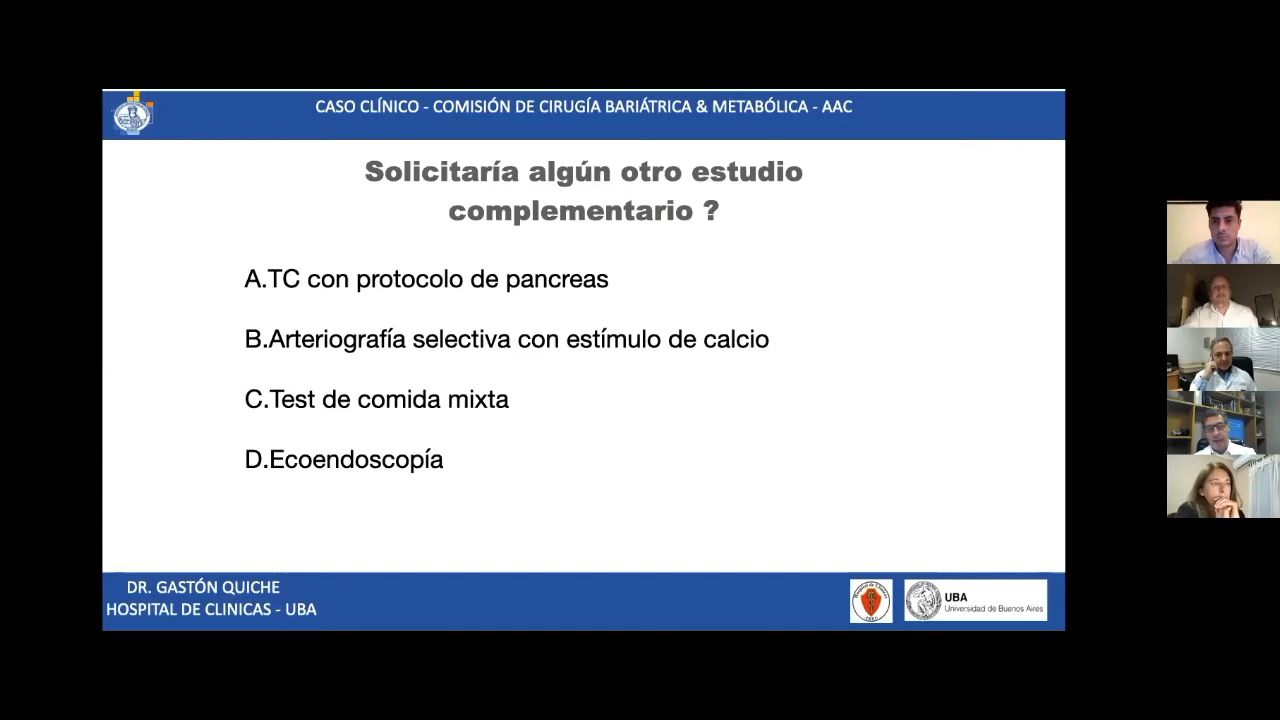 CASO CLÍNICO - COMISIÓN DE CIRUGÍA BARIÁTRICA & METABÓLICA - AAC
Solicitaría algún otro estudio
complementario ?
A.TC con protocolo de pancreas
B.Arteriografía selectiva con estímulo de calcio
C.Test de comida mixta
D.Ecoendoscopía
DR. GASTÓN QUICHE
HOSPITAL DE CLINICAS - UBA
UBA
Universidad de Buenos Aires